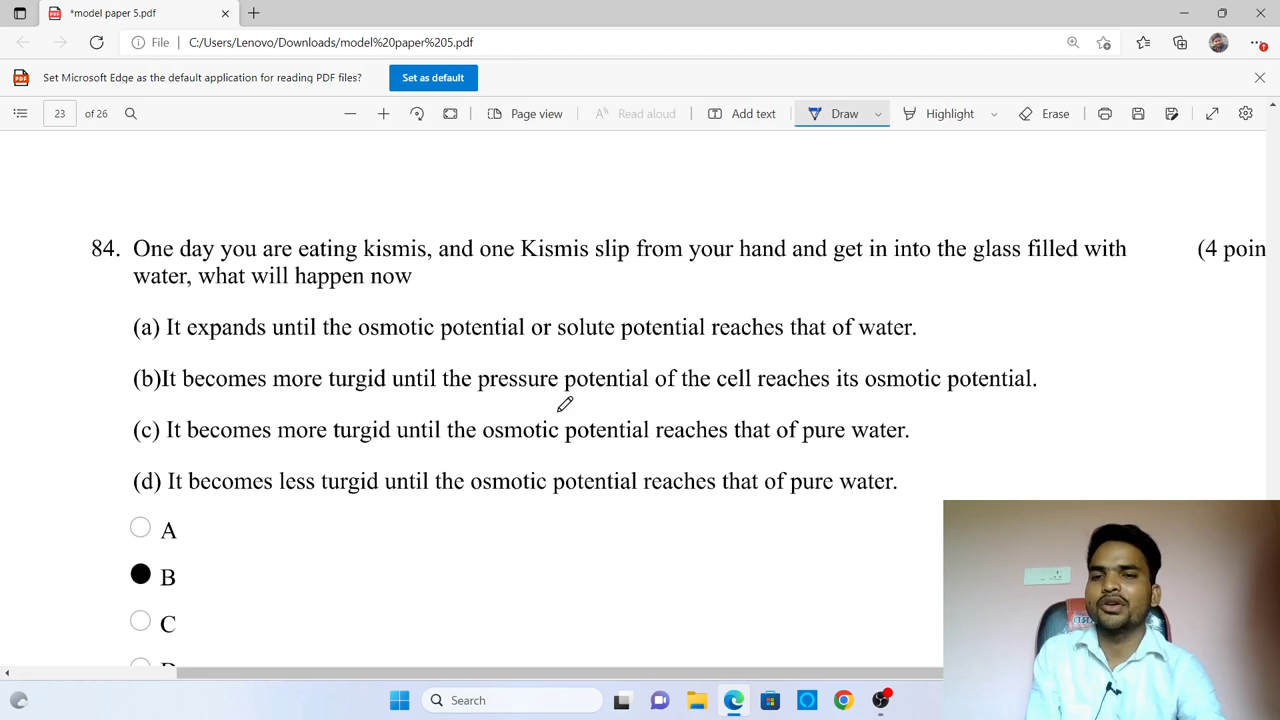 *model paper 5.pdf
File
C:/Users/Lenovo/Downloads/model%20paper%205.pdf
Set Microsoft Edge as the default application for reading PDF files?
Set as default
23 of 26
Page view
Read aloud
Add text
Draw
Highlight
Erase
84. One day you are eating kismis, and one Kismis slip from your hand and get in into the glass filled with (4 poin
water, what will happen now
(a) It expands until the osmotic potential or solute potential reaches that of water.
(b)It becomes more turgid until the pressure potential of the cell reaches its osmotic potential.
(c) It becomes more turgid until the osmotic potential reaches that of pure water.
(d) It becomes less turgid until the osmotic potential reaches that of pure water.
A
B
C
Search